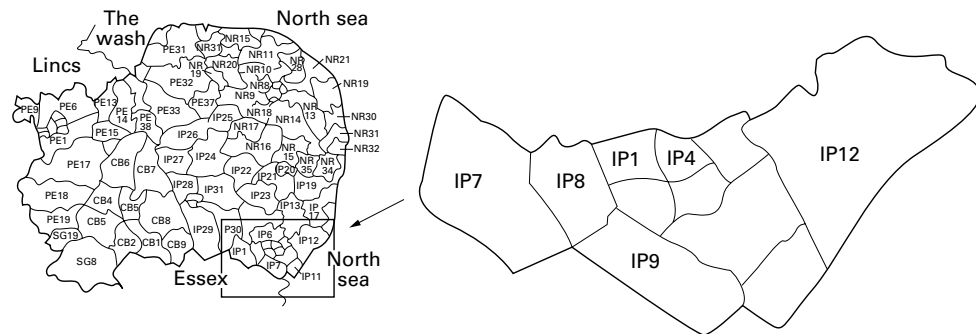 The
wash
North sea
Lincs
PE31
NR31
NR15
NR11
NR
28
NR21
NR
19
NR20
NR10
NR19
PE32
NR8
NR9
PE9
PE6
PE13
PE
14
PE37
PE33
NR
13
NR30
PE
38
IP25
NR18
NR14
PE1
PE15
NR17
NR31
IP26
NR16
NR32
PE17
CB6
CB7
IP27
IP24
NR
15
NR
35
NR
34
IP22
IP21
IP20
IP28
IP31
IP19
PE18
CB4
CB5
IP23
IP13
IP
17
PE19
CB5
CB8
SG19
CB2
CB1
CB9
IP29
P30
IP6
IP12
IP1
SG8
IP7
IP11
Essex
North
sea
IP7
IP8
IP1
IP4
IP12
IP9